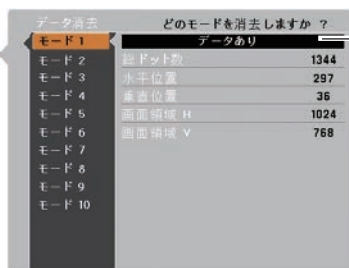 データ消去
モード 1
モード 2
モード 3
モード 4
モード 5
モード 6
モード 7
モード 8
モード 9
モード 10
どのモードを消去しますか ?
データあり
総ドット数 1344
水平位置 297
垂直位置 36
画面領域 H 1024
画面領域 V 768